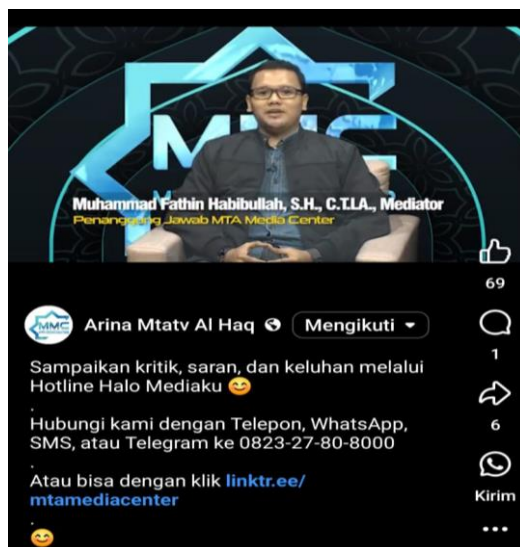 MMC
Muhammad Fathin Habibullah, S.H., C.T.I.A., Mediator
Penanggung Jawab MTA Media Center
69
MMC
Arina Mtatv Al Haq
Mengikuti
1
Sampaikan kritik, saran, dan keluhan melalui
Hotline Halo Mediaku 😊
.
6
Hubungi kami dengan Telepon, WhatsApp,
SMS, atau Telegram ke 0823-27-80-8000
.
Atau bisa dengan klik linktr.ee/
mtamediacenter
Kirim
.
😊